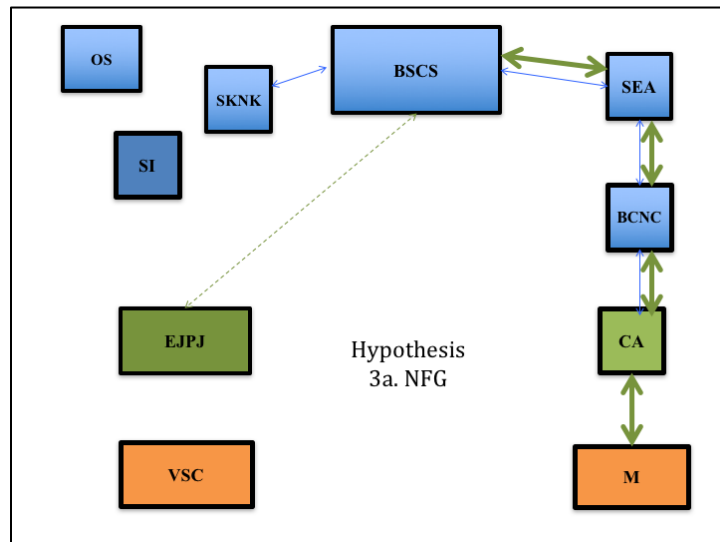 OS
BSCS
SKNK
SEA
SI
BCNC
EJPJ
CA
Hypothesis
3a. NFG
VSC
M